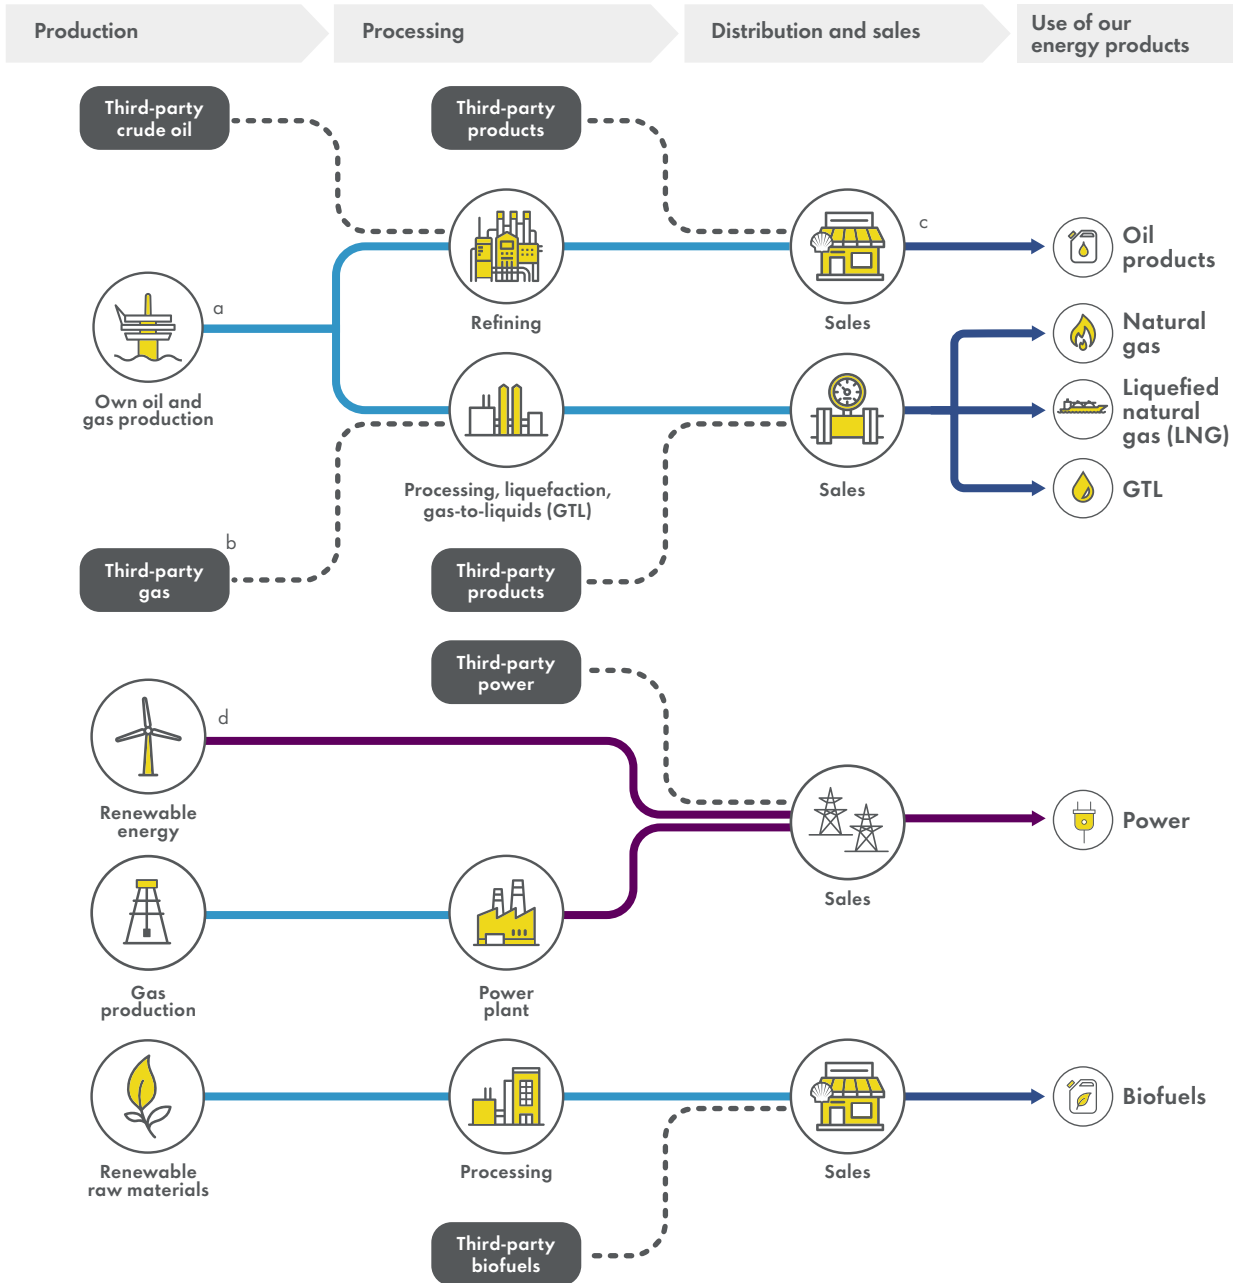 Production
Processing
Distribution and sales
Use of our
energy products
Third-party
crude oil
Third-party
products
c
Oil
products
Refining
Sales
a
Own oil and
gas production
Natural
gas
Liquefied
natural
gas (LNG)
GTL
Processing, liquefaction,
gas-to-liquids (GTL)
Sales
b
Third-party
gas
Third-party
products
Third-party
power
d
Renewable
energy
Sales
Power
Gas
production
Power
plant
Renewable
raw materials
Processing
Sales
Biofuels
Third-party
biofuels